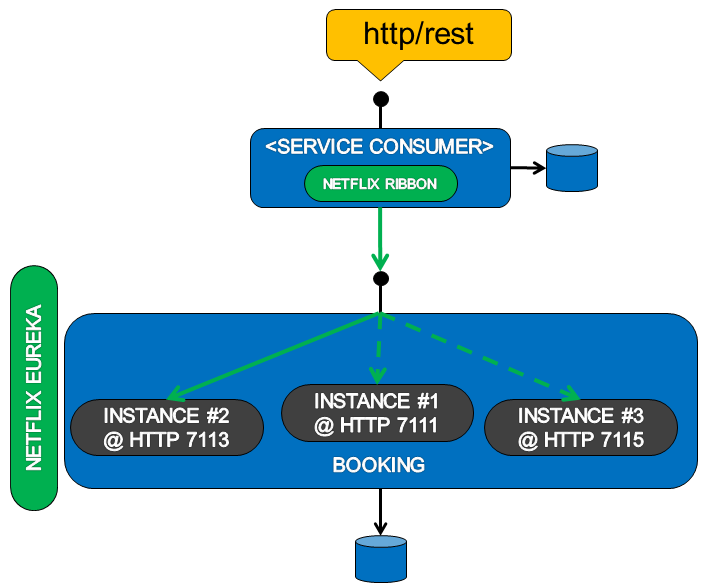 http/rest
<SERVICE CONSUMER>
NETFLIX RIBBON
NETFLIX EUREKA
INSTANCE #2
@ HTTP 7113
INSTANCE #1
@ HTTP 7111
INSTANCE #3
@ HTTP 7115
BOOKING